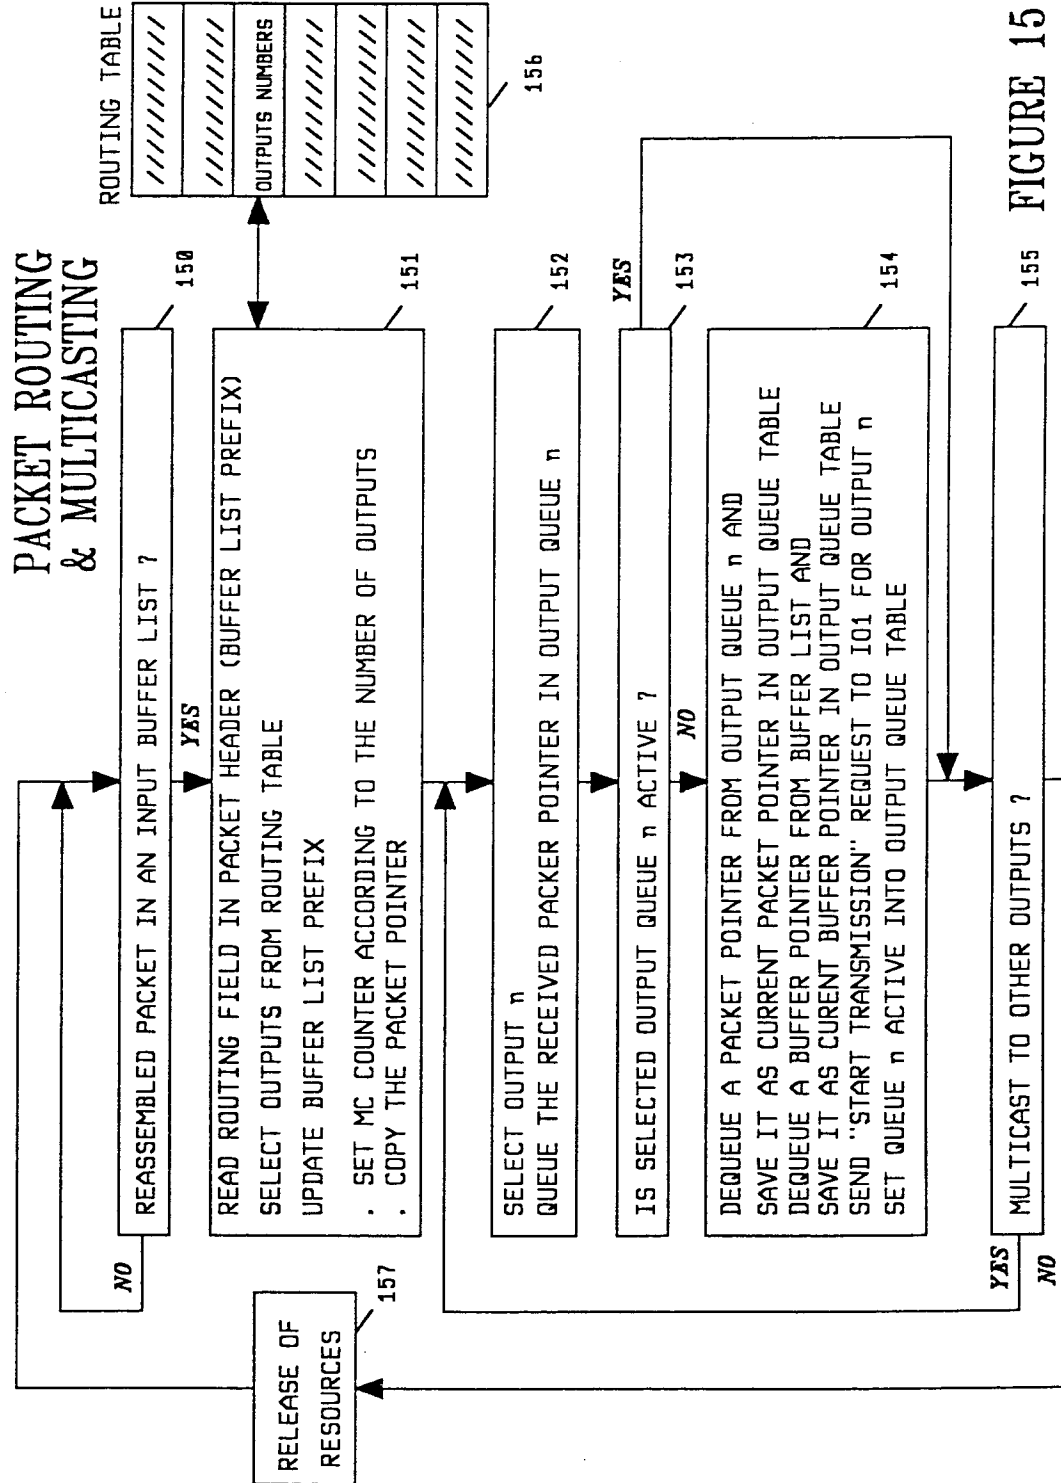 PACKET ROUTING
& MULTICASTING
ROUTING TABLE
//////////
//////////
OUTPUTS NUMBERS
//////////
//////////
//////////
//////////
156
REASSEMBLED PACKET IN AN INPUT BUFFER LIST ?
150
NO
YES
READ ROUTING FIELD IN PACKET HEADER (BUFFER LIST PREFIX)
SELECT OUTPUTS FROM ROUTING TABLE
UPDATE BUFFER LIST PREFIX
. SET MC COUNTER ACCORDING TO THE NUMBER OF OUTPUTS
. COPY THE PACKET POINTER
151
SELECT OUTPUT n
QUEUE THE RECEIVED PACKER POINTER IN OUTPUT QUEUE n
152
IS SELECTED OUTPUT QUEUE n ACTIVE ?
153
YES
NO
DEQUEUE A PACKET POINTER FROM OUTPUT QUEUE n AND
SAVE IT AS CURRENT PACKET POINTER IN OUTPUT QUEUE TABLE
DEQUEUE A BUFFER POINTER FROM BUFFER LIST AND
SAVE IT AS CURENT BUFFER POINTER IN OUTPUT QUEUE TABLE
SEND "START TRANSMISSION" REQUEST TO IO1 FOR OUTPUT n
SET QUEUE n ACTIVE INTO OUTPUT QUEUE TABLE
154
MULTICAST TO OTHER OUTPUTS ?
155
YES
NO
RELEASE OF
RESOURCES
157
FIGURE 15